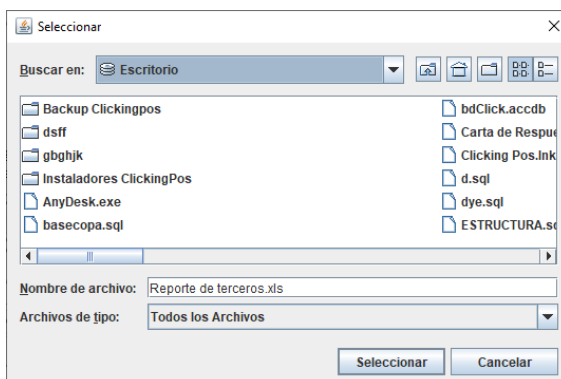 Seleccionar
Buscar en: Escritorio
Backup Clickingpos
dsff
gbghjk
Instaladores ClickingPos
AnyDesk.exe
basecopa.sql
bdClick.accdb
Carta de Respue
Clicking Pos.lnk
d.sql
dye.sql
ESTRUCTURA.sq
Nombre de archivo: Reporte de terceros.xls
Archivos de tipo: Todos los Archivos
Seleccionar Cancelar